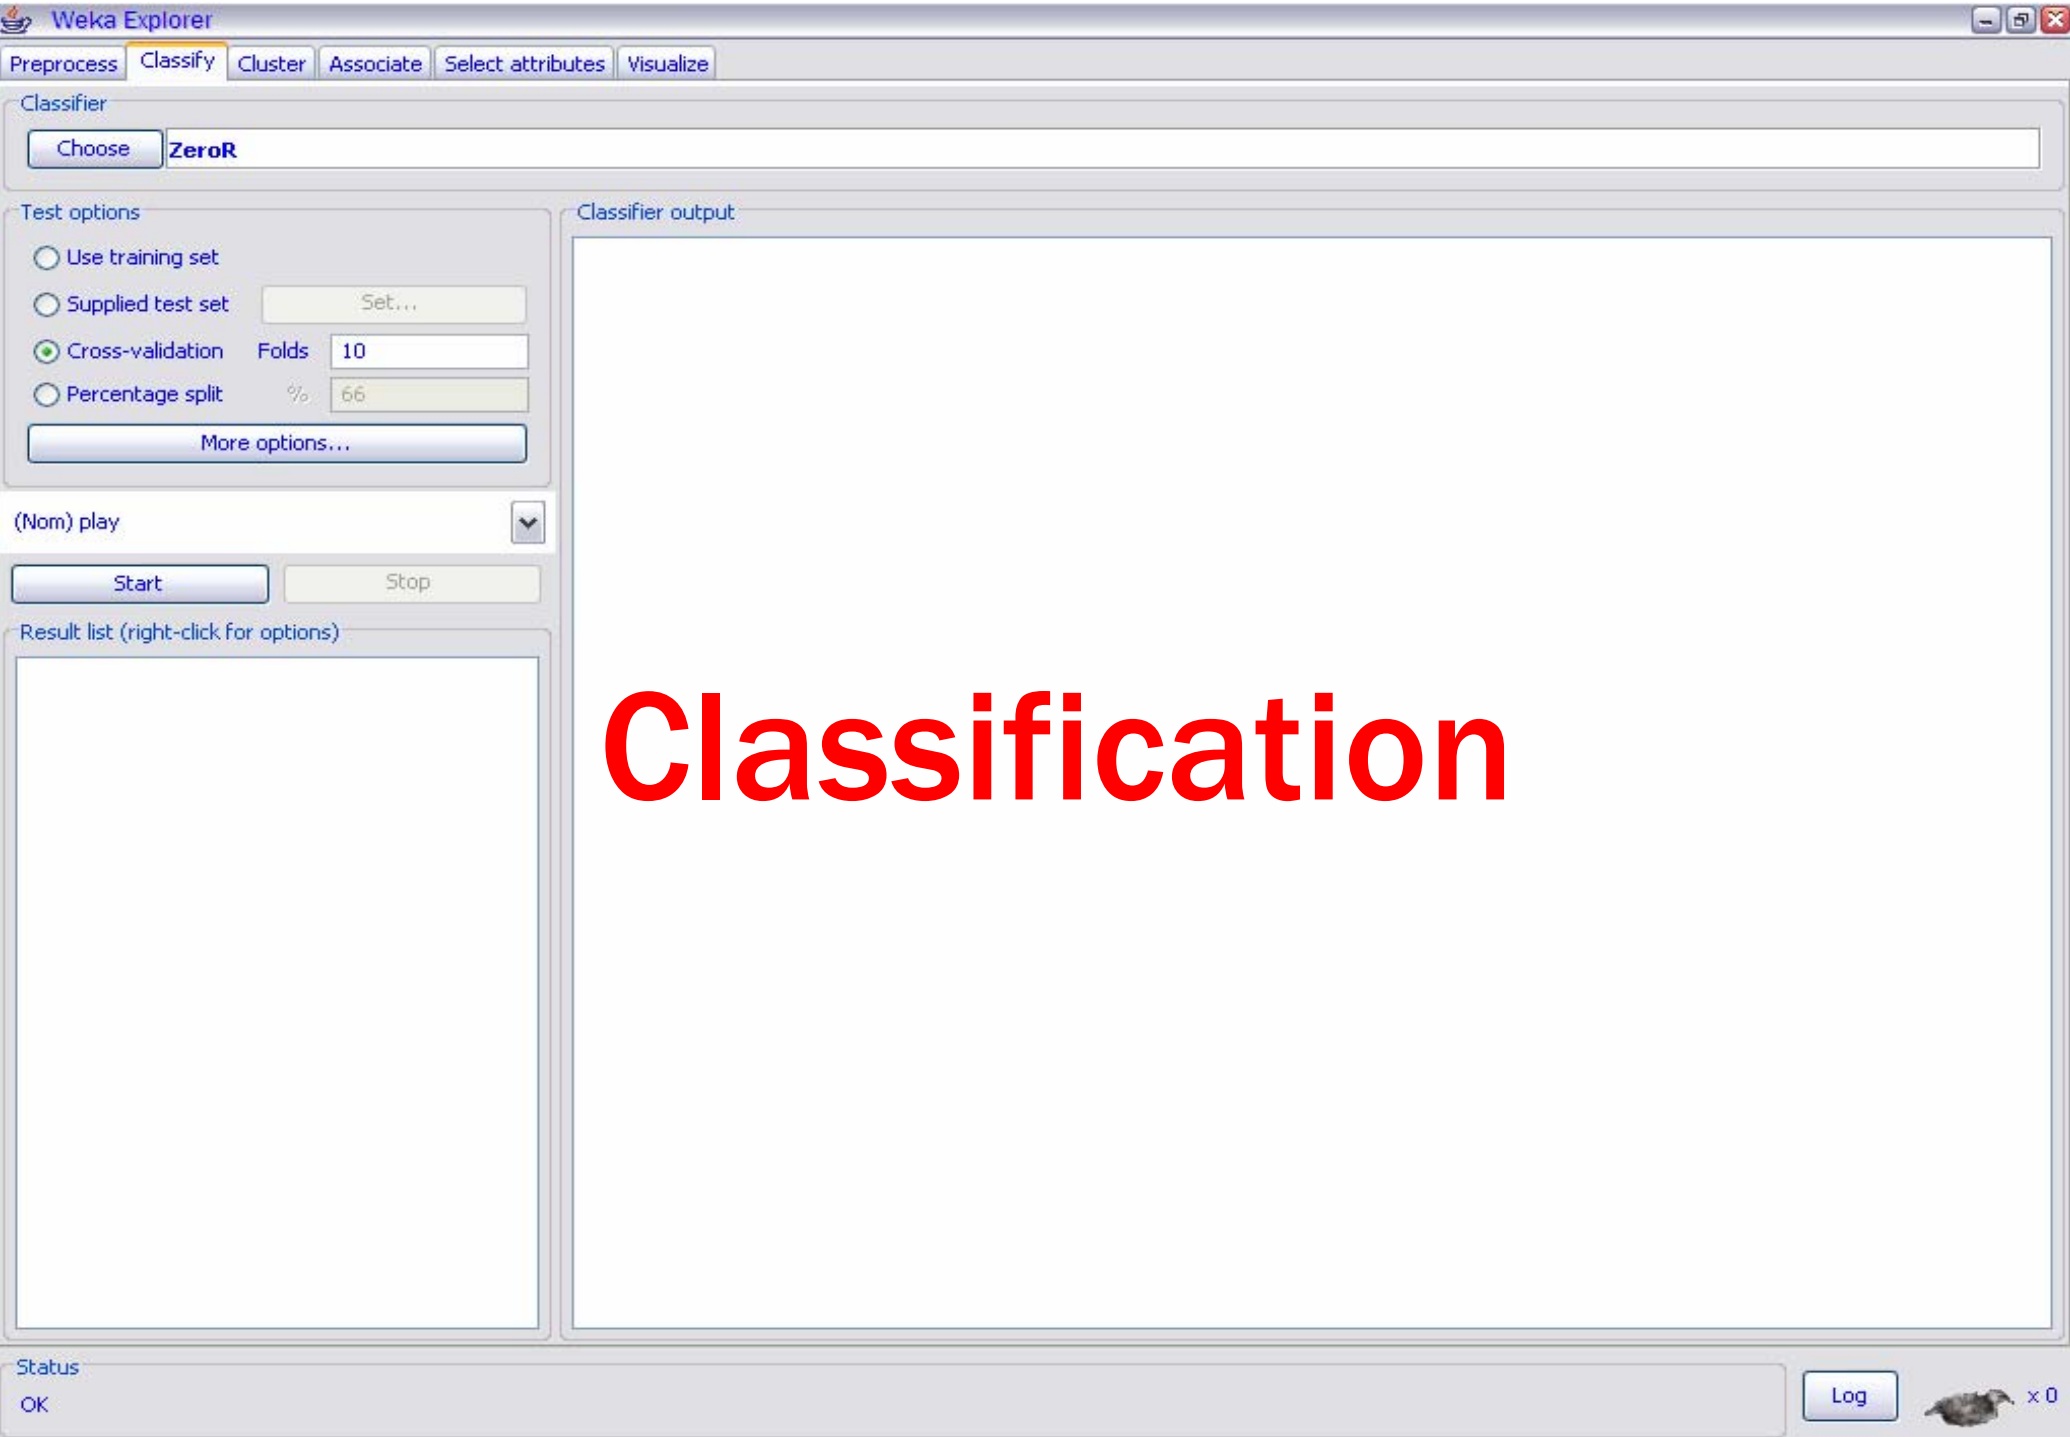 Weka Explorer
Preprocess Classify Cluster Associate Select attributes Visualize
Classifier
Choose ZeroR
Test options
Use training set
Supplied test set Set...
Cross-validation Folds 10
Percentage split % 66
More options...
(Nom) play
Start Stop
Result list (right-click for options)
Classifier output
Classification
Status
OK
Log x 0